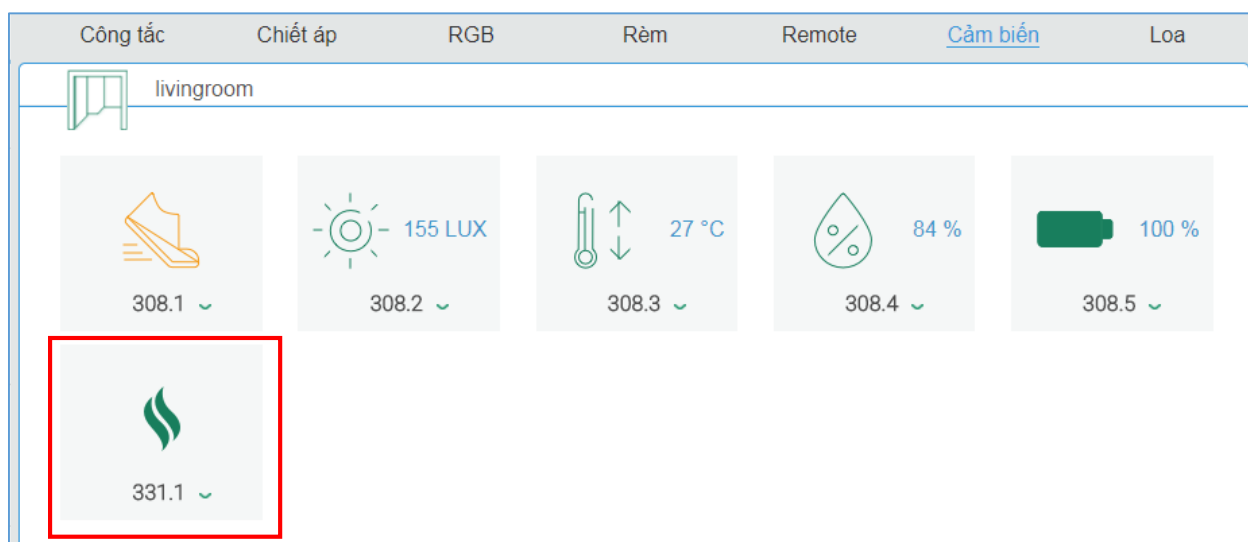 Công tắc Chiết áp RGB Rèm Remote Cảm biến Loa
livingroom
155 LUX 27 °C 84 % 100 %
308.1 308.2 308.3 308.4 308.5
331.1